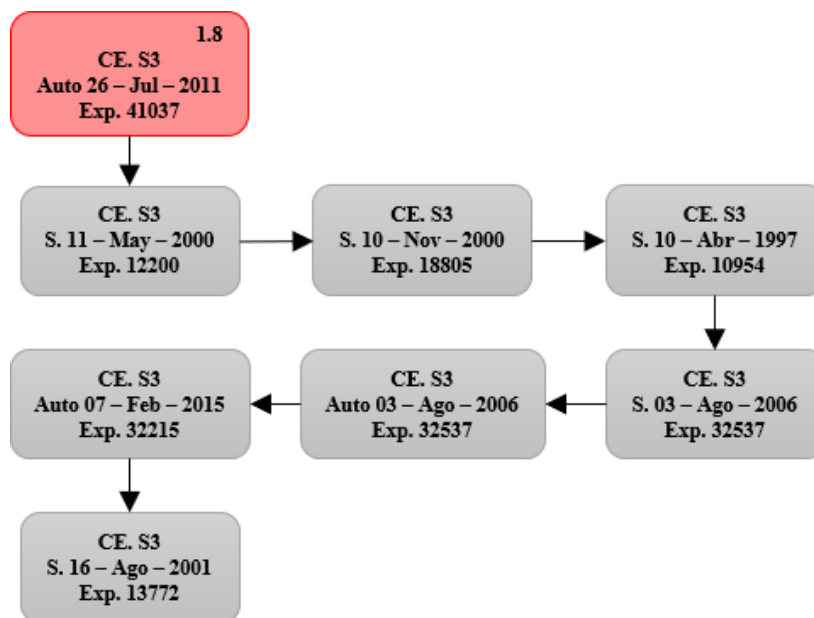 1.8
CE. S3
Auto 26 – Jul – 2011
Exp. 41037
CE. S3
S. 11 – May – 2000
Exp. 12200
CE. S3
S. 10 – Nov – 2000
Exp. 18805
CE. S3
S. 10 – Abr – 1997
Exp. 10954
CE. S3
S. 03 – Ago – 2006
Exp. 32537
CE. S3
Auto 03 – Ago – 2006
Exp. 32537
CE. S3
Auto 07 – Feb – 2015
Exp. 32215
CE. S3
S. 16 – Ago – 2001
Exp. 13772